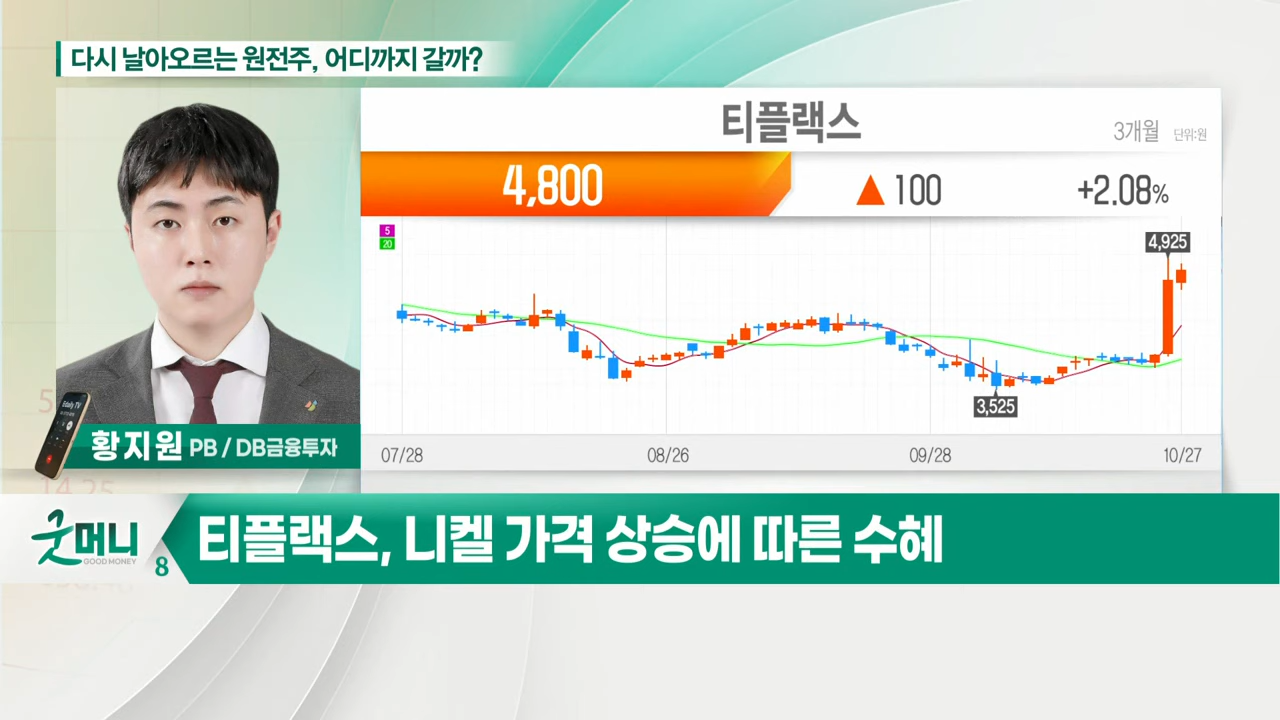 다시 날아오르는 원전주, 어디까지 갈까?
티플랙스
3개월 단위:원
4,800 ▲ 100 +2.08%
5
20
4,925
3,525
07/28 08/26 09/28 10/27
Edaily TV
황지원 PB / DB금융투자
14.25
굿머니
GOOD MONEY
8
티플랙스, 니켈 가격 상승에 따른 수혜